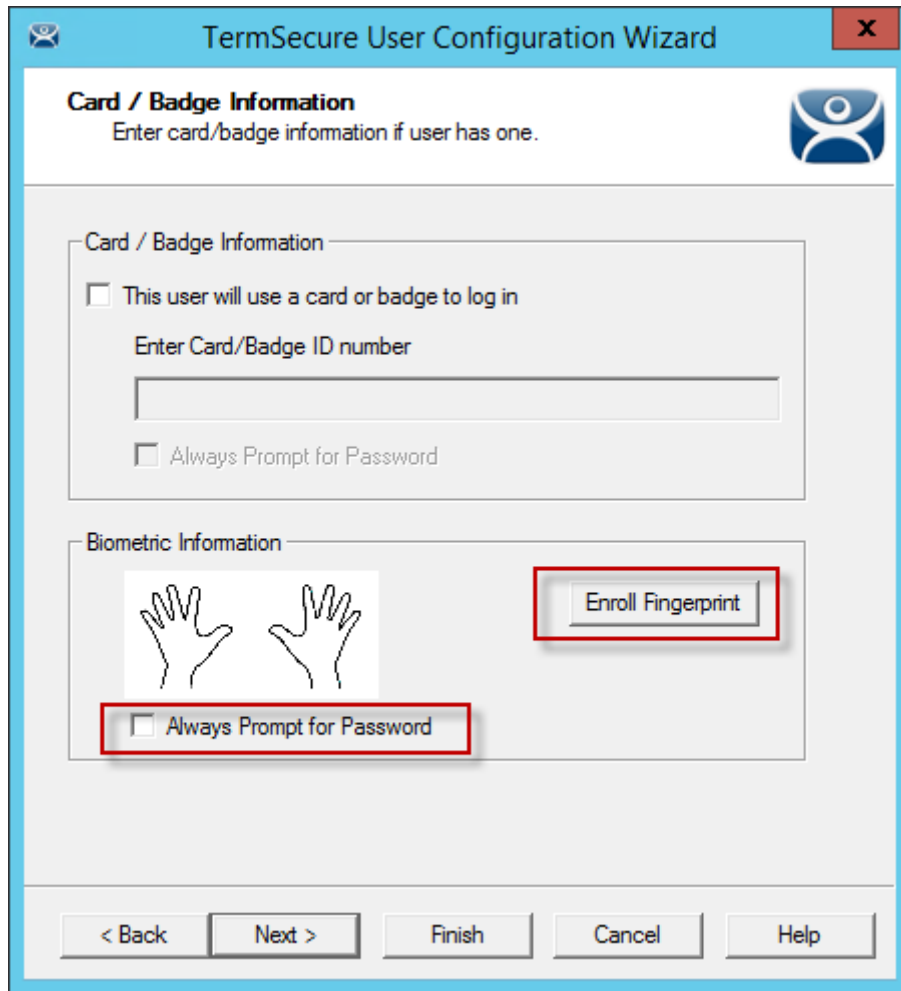 TermSecure User Configuration Wizard
X
Card / Badge Information
Enter card/badge information if user has one.
Card / Badge Information
This user will use a card or badge to log in
Enter Card/Badge ID number
Always Prompt for Password
Biometric Information
Enroll Fingerprint
Always Prompt for Password
< Back Next > Finish Cancel Help